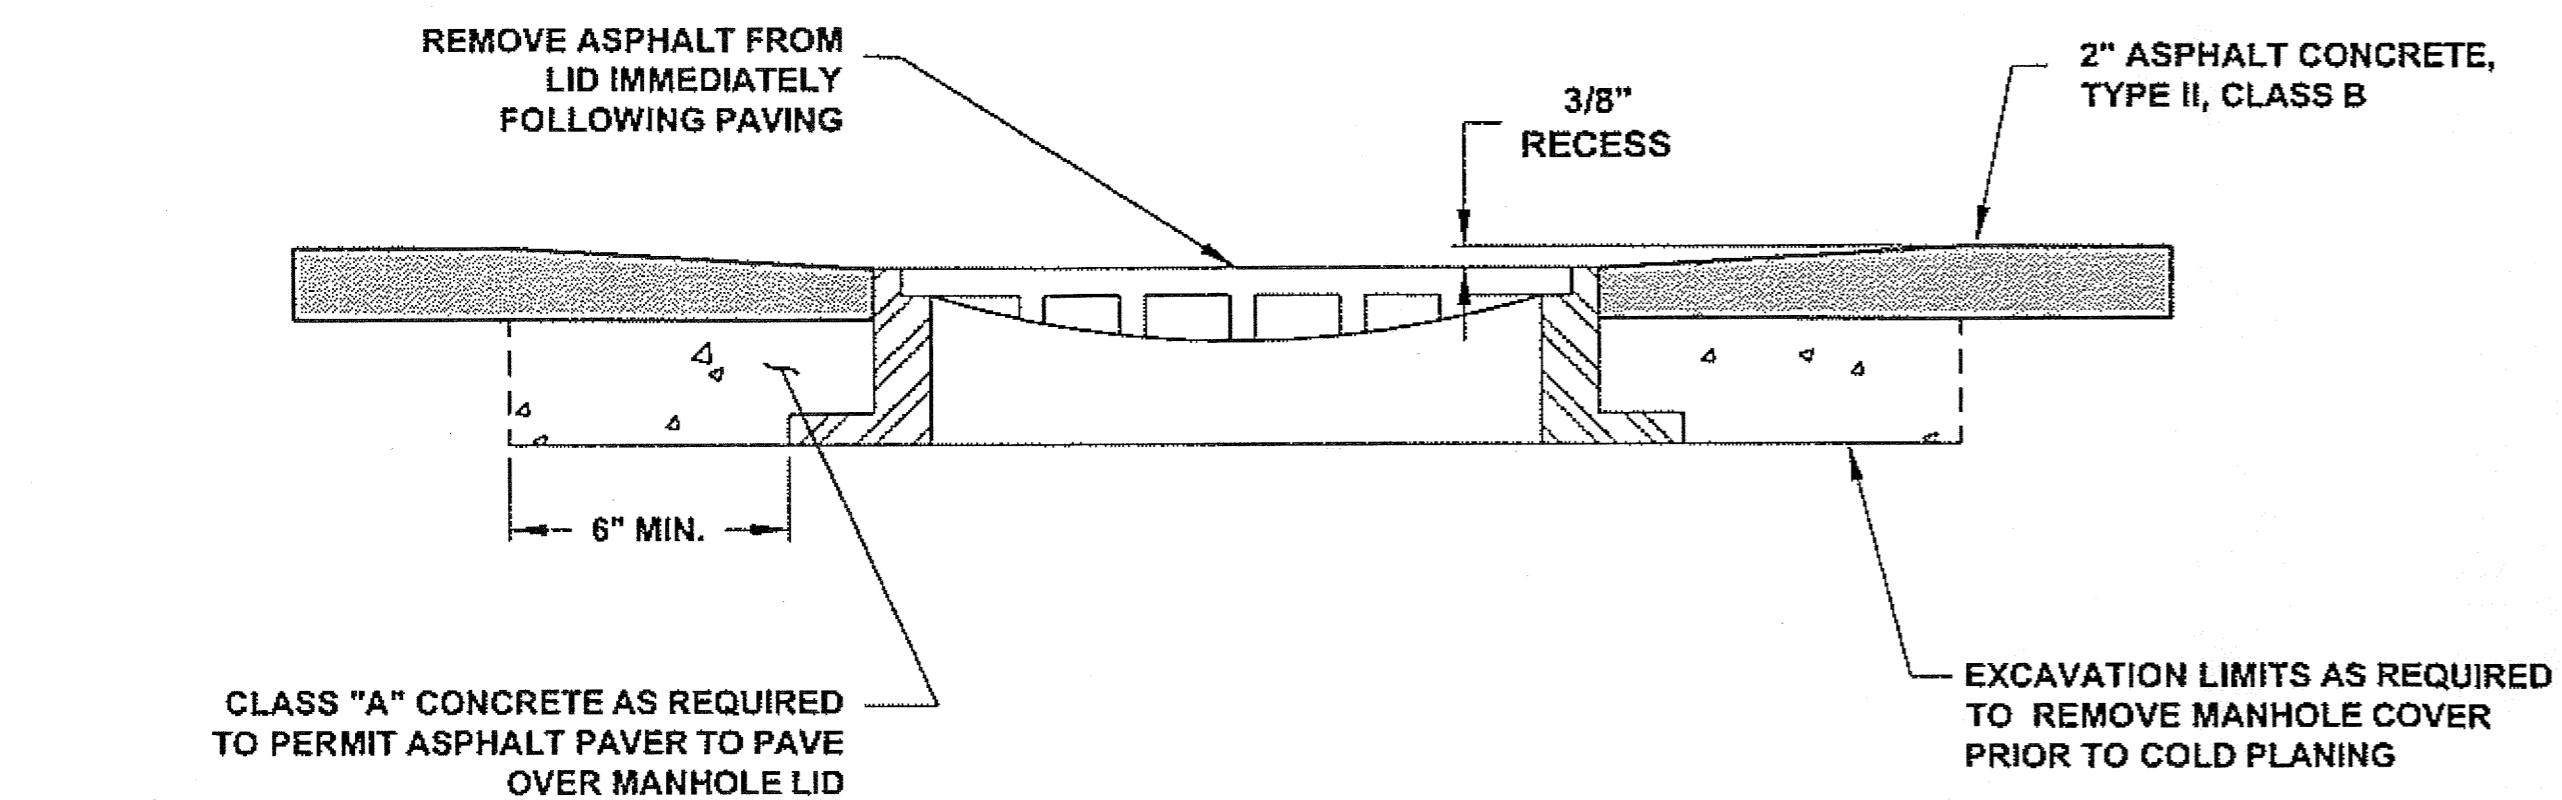 REMOVE ASPHALT FROM
LID IMMEDIATELY
FOLLOWING PAVING
3/8"
RECESS
2" ASPHALT CONCRETE,
TYPE II, CLASS B
6" MIN.
CLASS "A" CONCRETE AS REQUIRED
TO PERMIT ASPHALT PAVER TO PAVE
OVER MANHOLE LID
EXCAVATION LIMITS AS REQUIRED
TO REMOVE MANHOLE COVER
PRIOR TO COLD PLANING